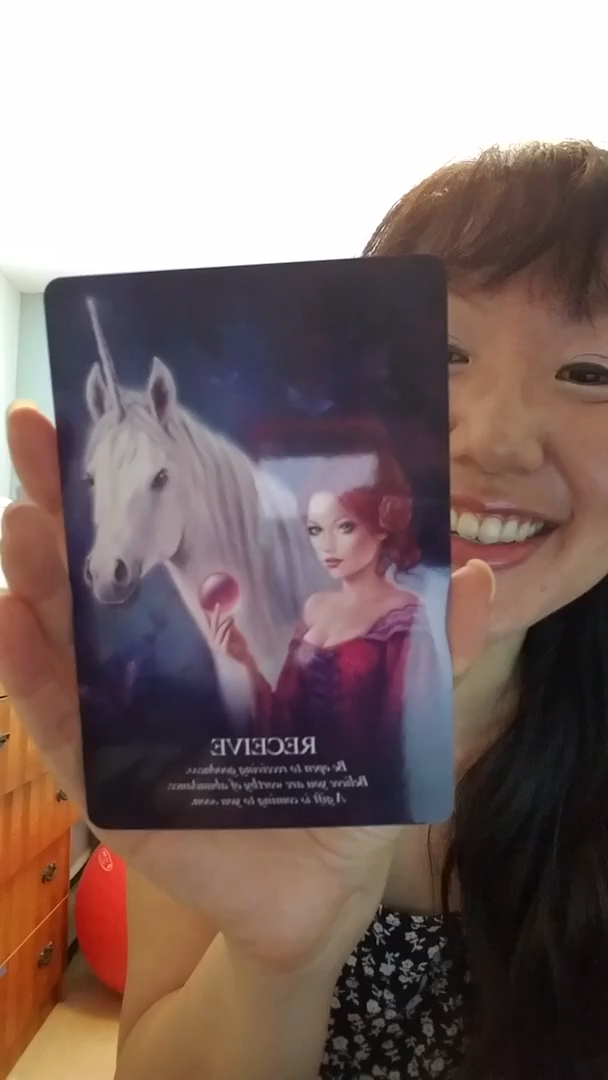 RECEIVE
Be open to receiving goodness.
Believe you are worthy of abundance.
A gift is coming to you soon.